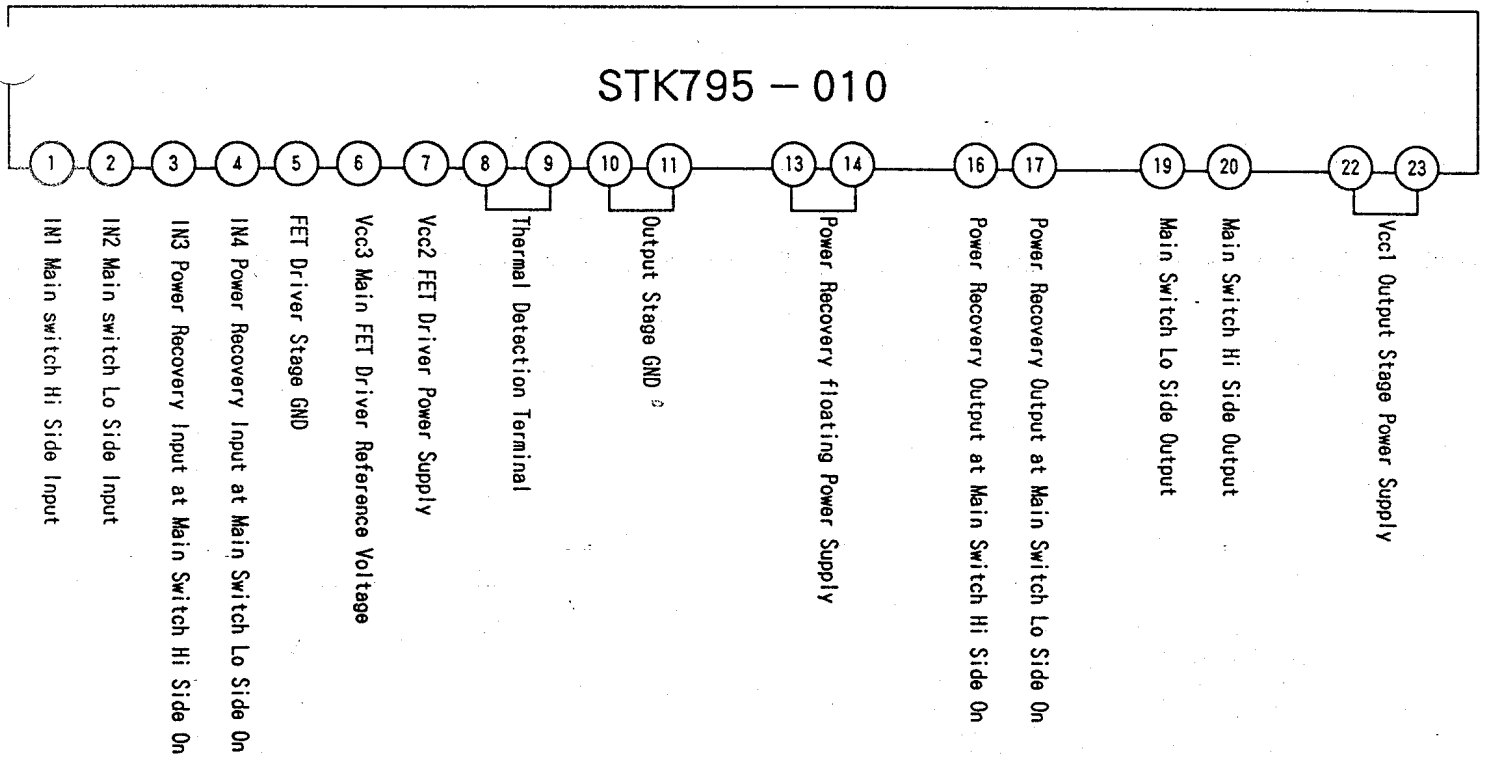 STK795-010
1 2 3 4 5 6 7 8 9 10 11 13 14 16 17 19 20 22 23
IN1 Main switch Hi Side Input
IN2 Main switch Lo Side Input
IN3 Power Recovery Input at Main Switch Hi Side On
IN4 Power Recovery Input at Main Switch Lo Side On
FET Driver Stage GND
Vcc3 Main FET Driver Reference Voltage
Vcc2 FET Driver Power Supply
Thermal Detection Terminal
Output Stage GND
Power Recovery floating Power Supply
Power Recovery Output at Main Switch Hi Side On
Power Recovery Output at Main Switch Lo Side On
Main Switch Lo Side Output
Main Switch Hi Side Output
Vcc1 Output Stage Power Supply